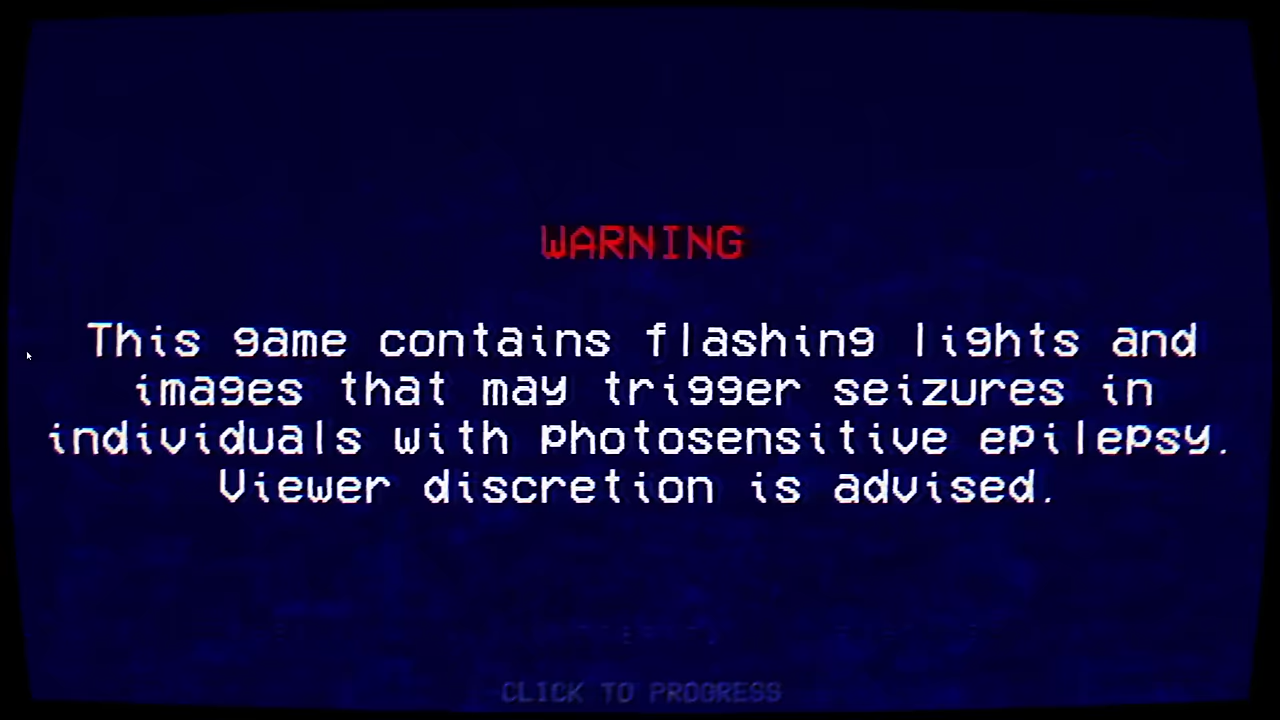 WARNING
This game contains flashing lights and
images that may trigger seizures in
individuals with photosensitive epilepsy.
Viewer discretion is advised.
CLICK TO PROGRESS